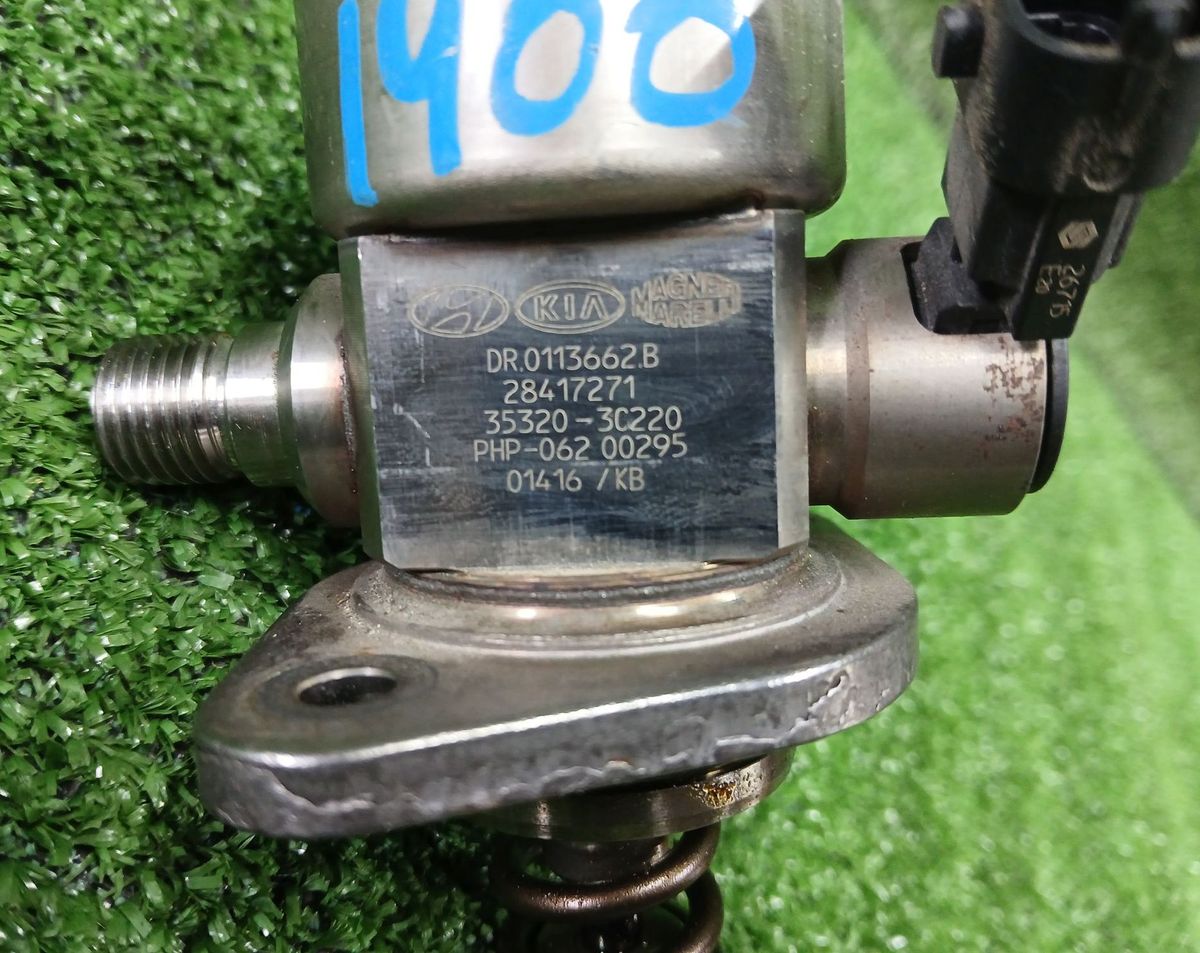 1400
KIA
MAGNETI
MARELLI
DR.0113662.B
28417271
35320-3C220
PHP-062 00295
01416 /KB